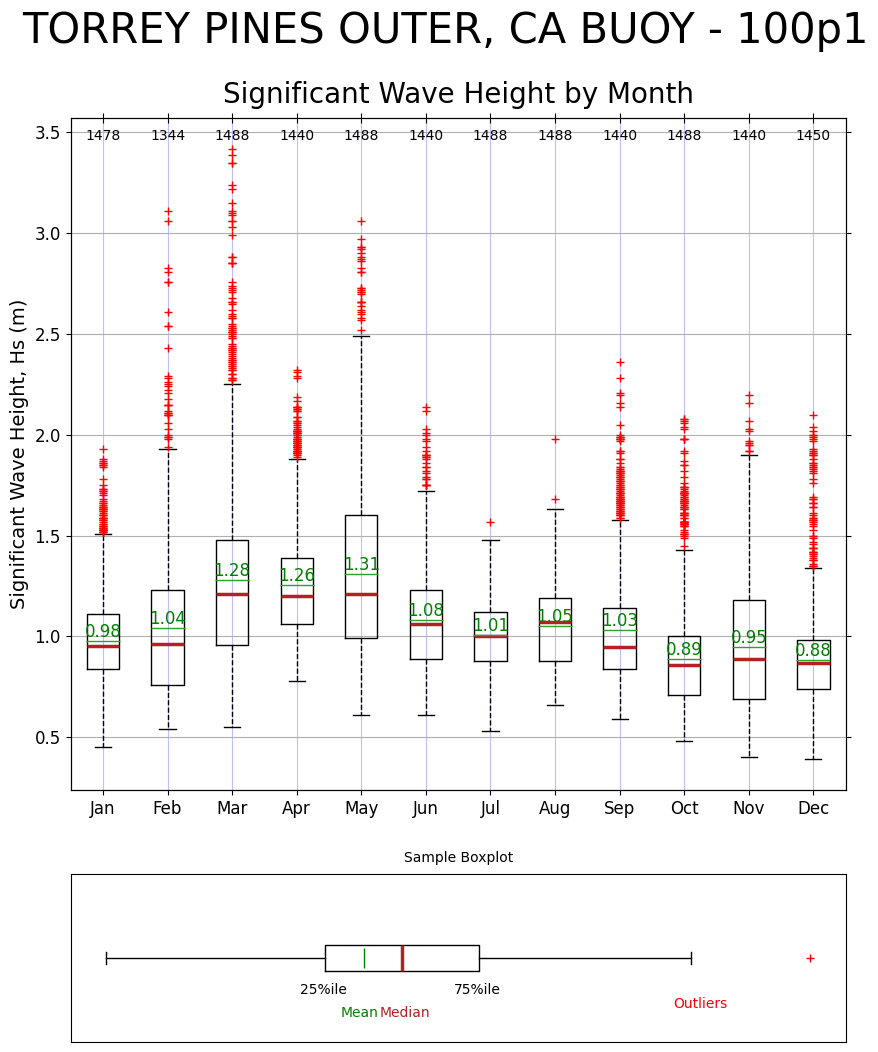 TORREY PINES OUTER, CA BUOY - 100p1
Significant Wave Height by Month
3.5
1478 1344 1488 1440 1488 1440 1488 1488 1440 1488 1440 1450
3.0
2.5
2.0
1.5
1.0
0.5
Significant Wave Height, Hs (m)
0.98 1.04 1.28 1.26 1.31 1.08 1.01 1.05 1.03 0.89 0.95 0.88
Jan Feb Mar Apr May Jun Jul Aug Sep Oct Nov Dec
Sample Boxplot
25%ile 75%ile
Mean Median Outliers